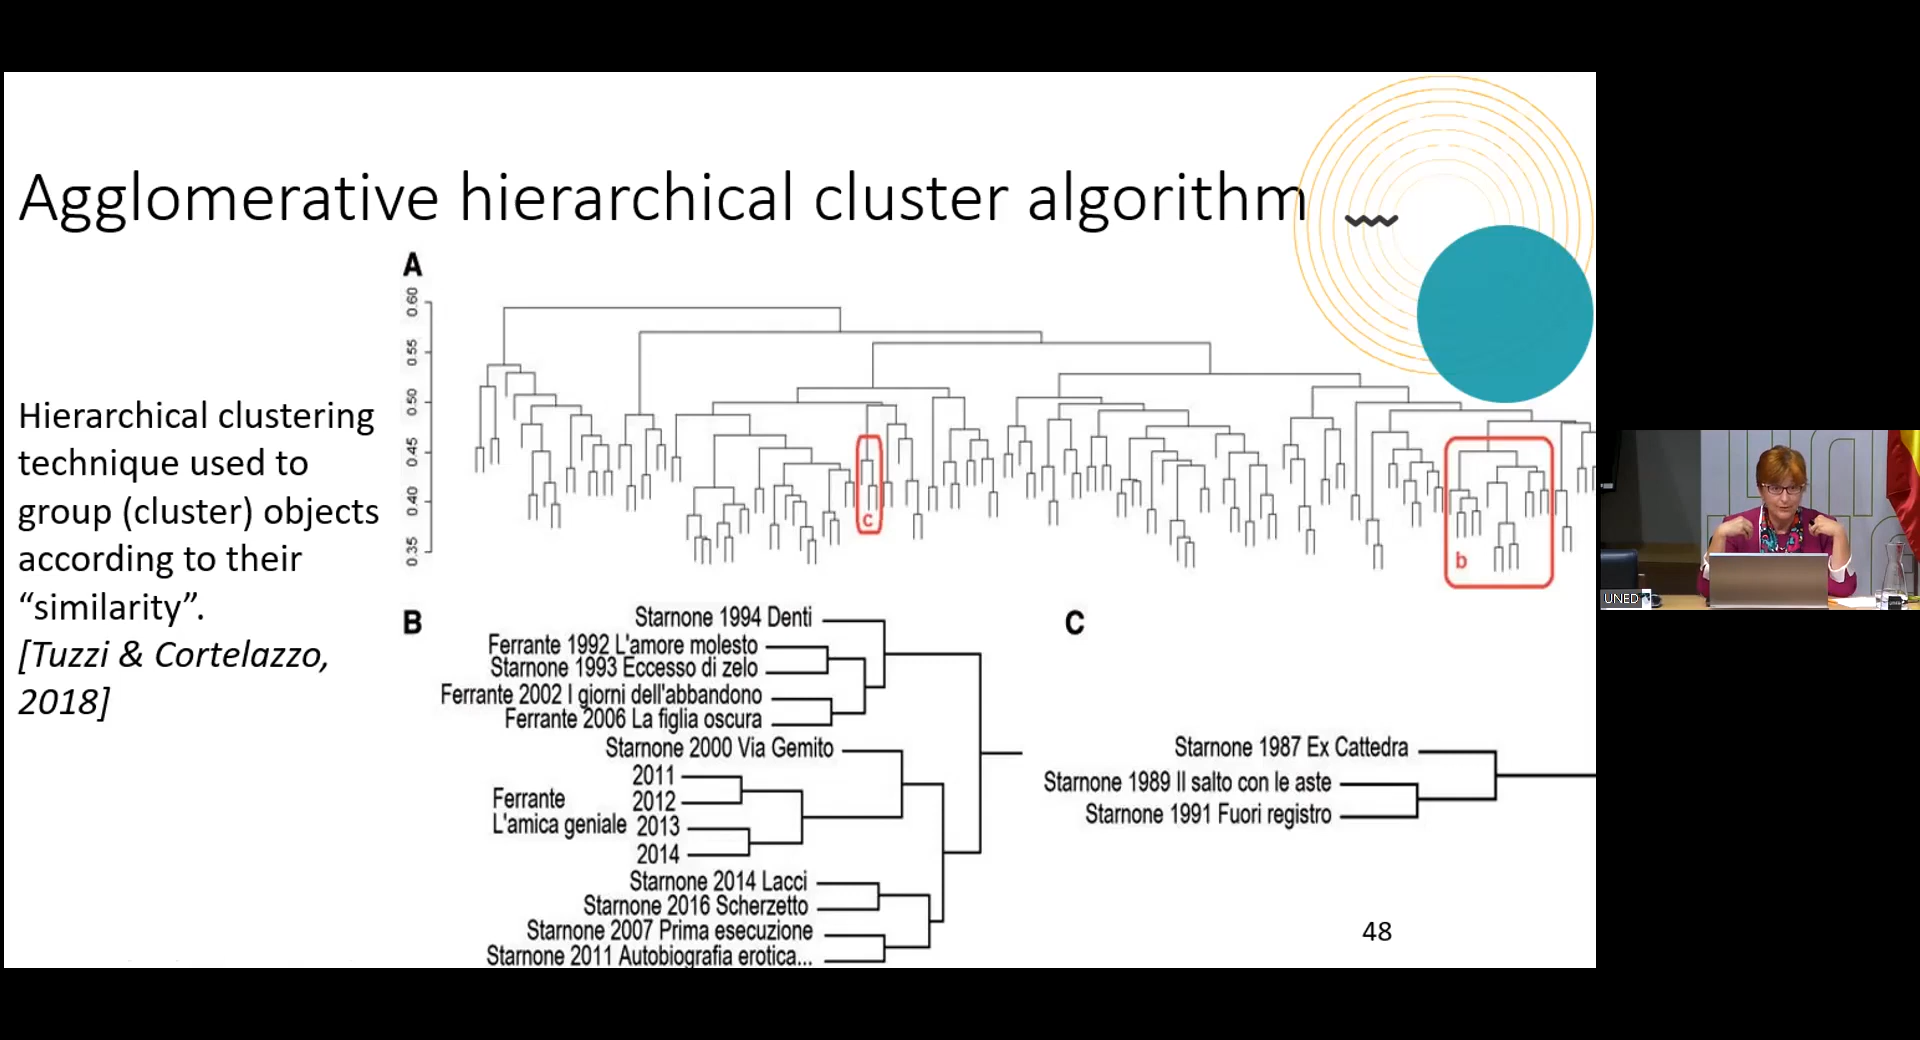 Agglomerative hierarchical cluster algorithm
Hierarchical clustering
technique used to
group (cluster) objects
according to their
“similarity”.
[Tuzzi & Cortelazzo,
2018]
A
0.60
0.55
0.50
0.45
0.40
0.35
c
b
B
Starnone 1994 Denti
Ferrante 1992 L'amore molesto
Starnone 1993 Eccesso di zelo
Ferrante 2002 I giorni dell'abbandono
Ferrante 2006 La figlia oscura
Starnone 2000 Via Gemito
Ferrante
L'amica geniale
2011
2012
2013
2014
Starnone 2014 Lacci
Starnone 2016 Scherzetto
Starnone 2007 Prima esecuzione
Starnone 2011 Autobiografia erotica...
C
Starnone 1987 Ex Cattedra
Starnone 1989 Il salto con le aste
Starnone 1991 Fuori registro
48
UNED